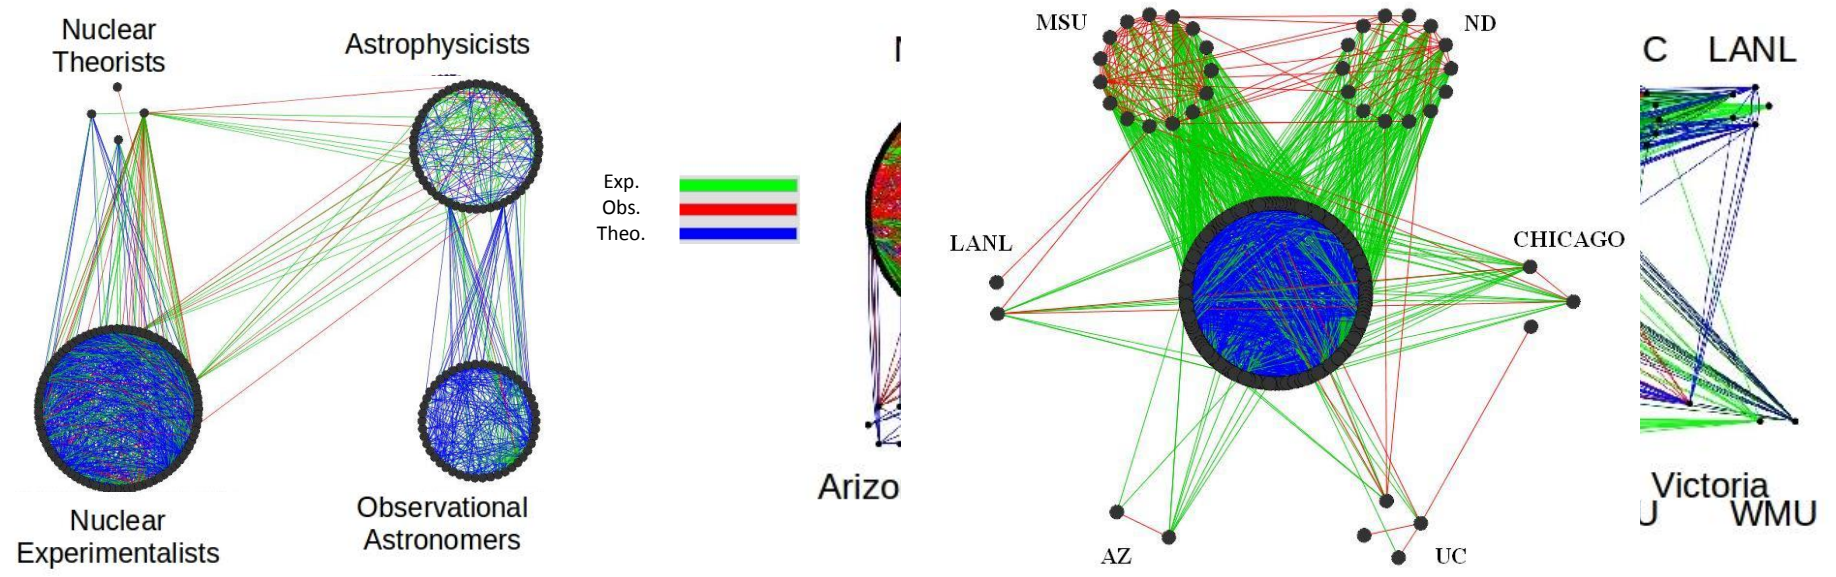 Nuclear
Theorists
Astrophysicists
Exp.
Obs.
Theo.
Nuclear
Experimentalists
Observational
Astronomers
MSU
ND
LANL
CHICAGO
AZ
UC
Arizo
C LANL
Victoria
U WMU